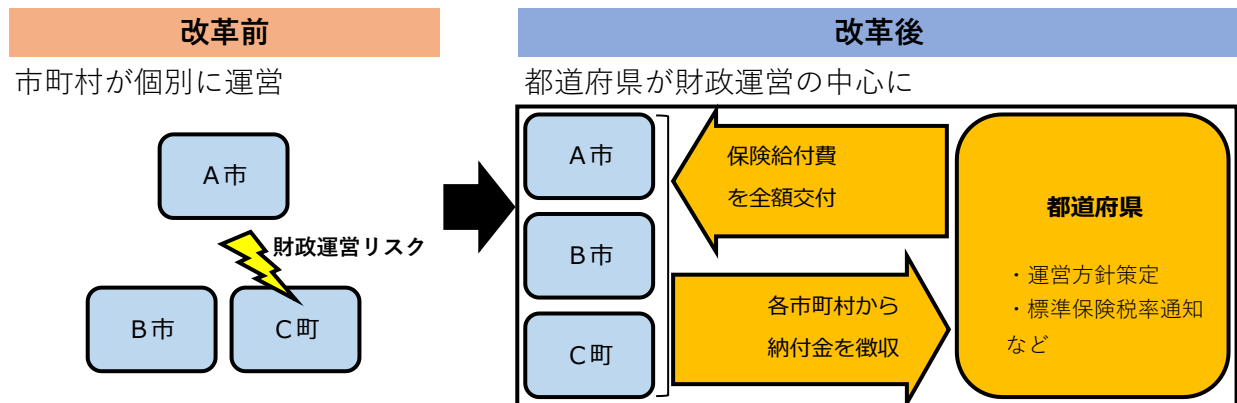 改革前
市町村が個別に運営
A市
財政運営リスク
B市
C町
改革後
都道府県が財政運営の中心に
A市
B市
C町
保険給付費
を全額交付
各市町村から
納付金を徴収
都道府県
・運営方針策定
・標準保険税率通知
など